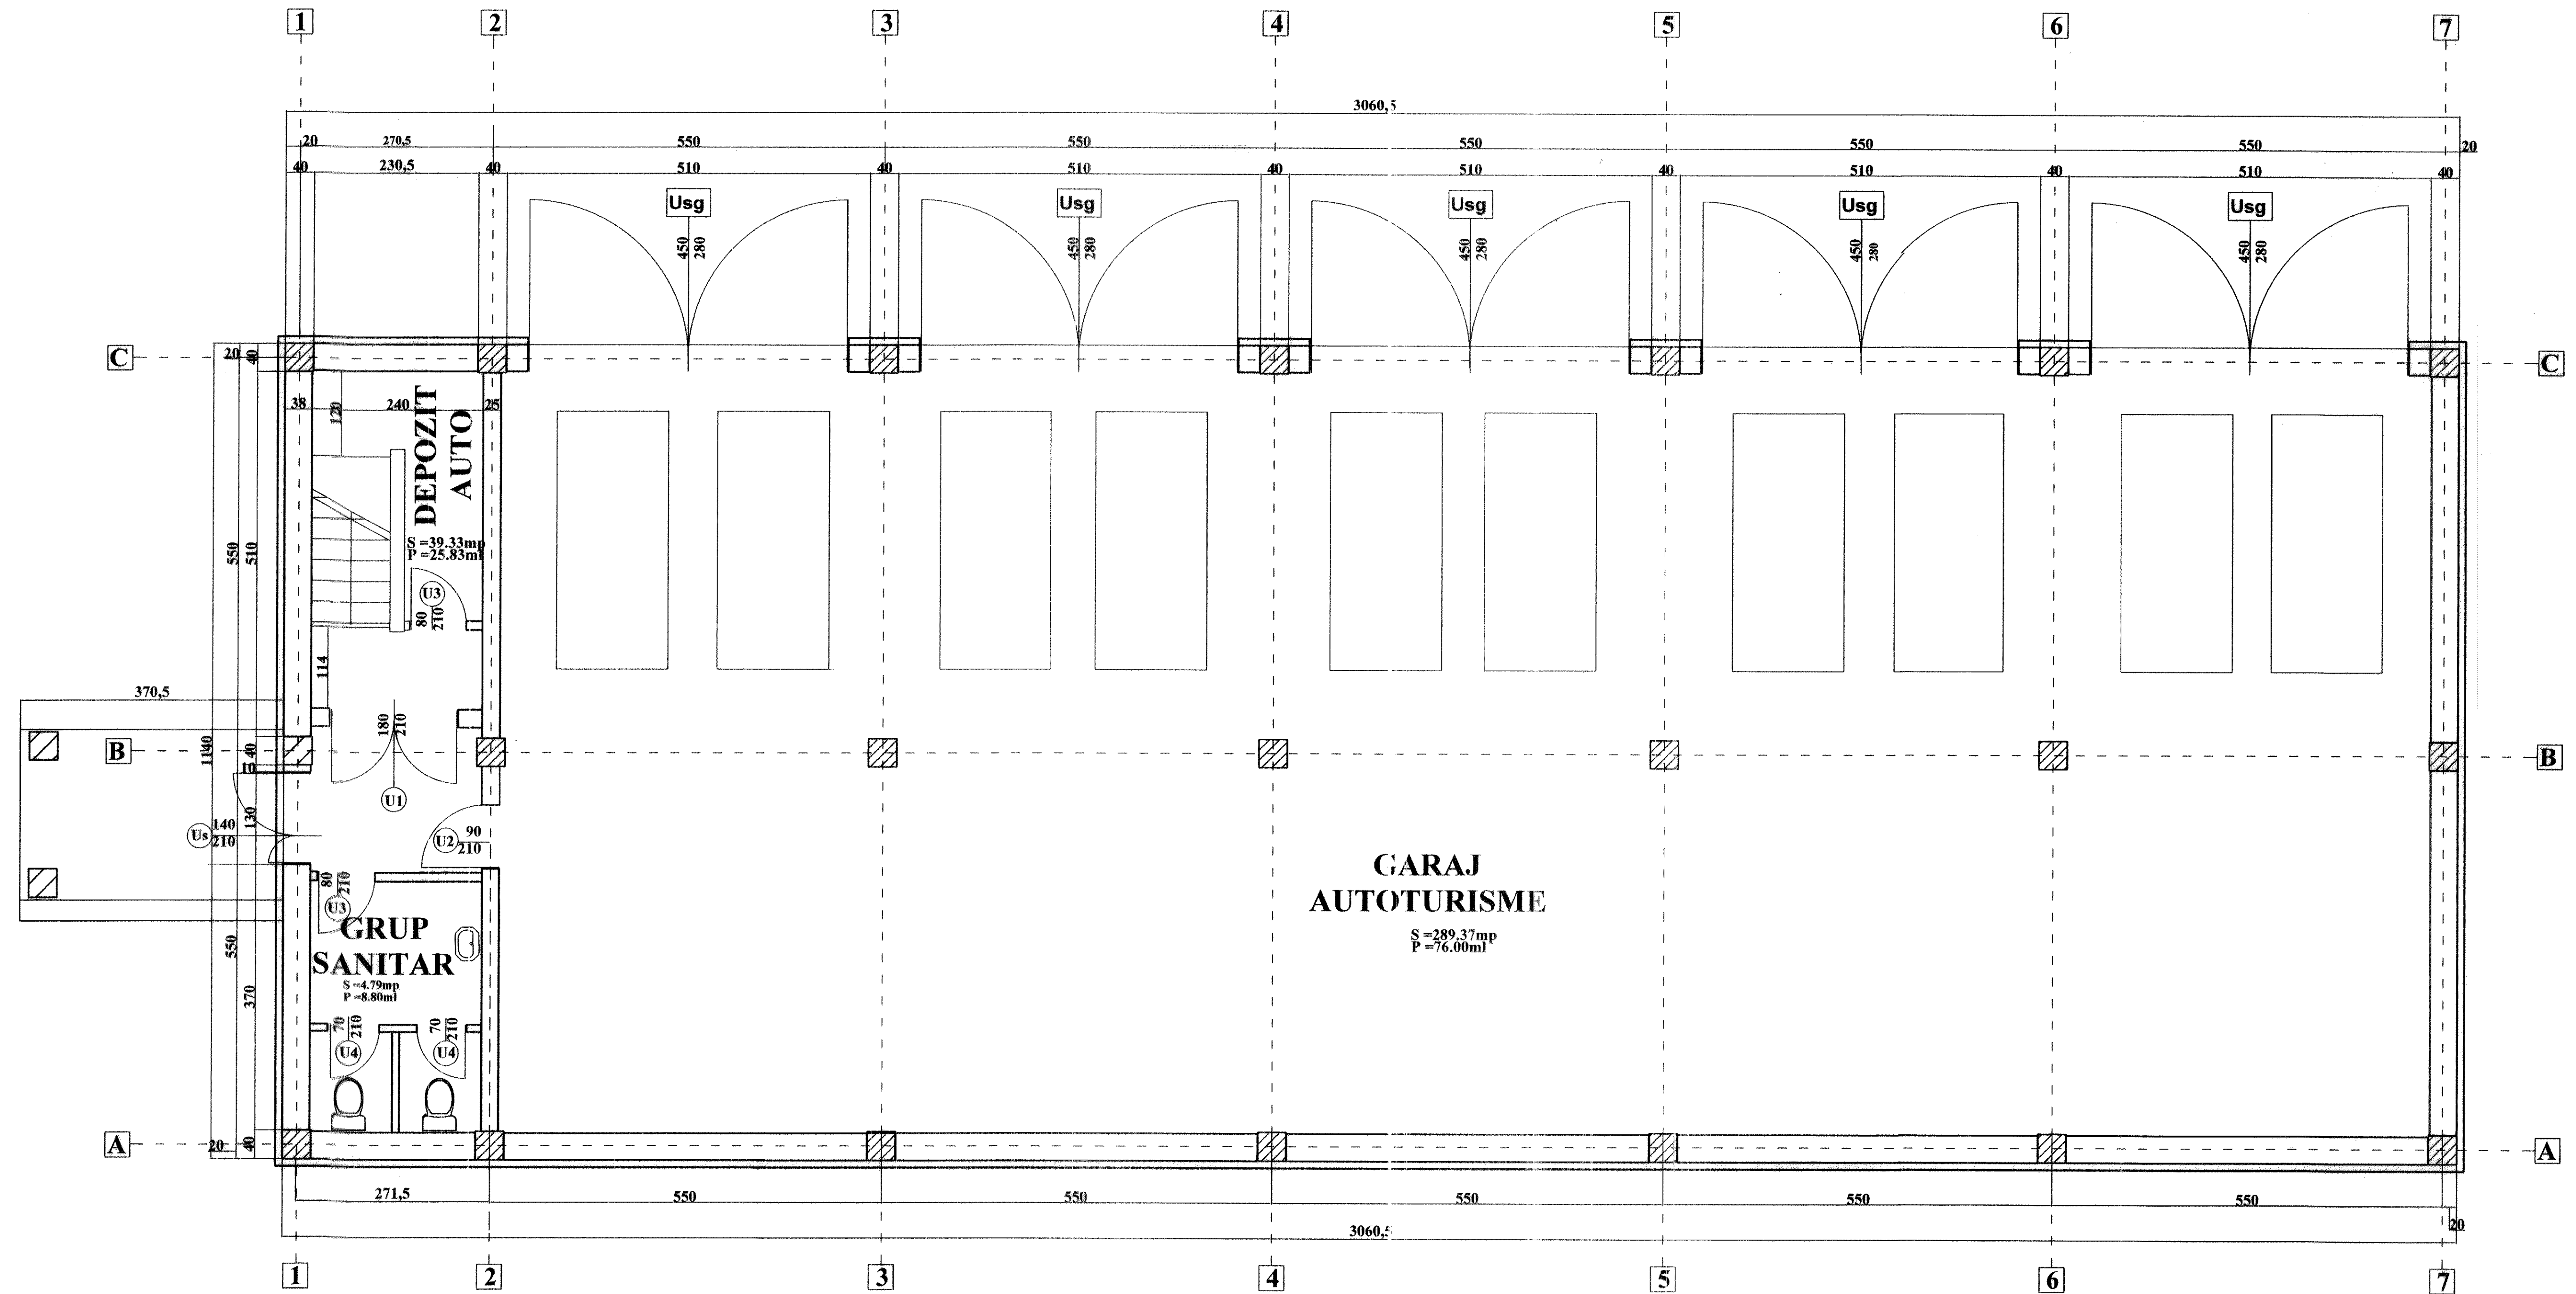 1 2 3 4 5 6 7
3060,5
20 270,5 550 550 550 550 550 20
40 230,5 40 510 40 510 40 510 40 510 40 510 40
Usg Usg Usg Usg Usg
450 280 450 280 450 280 450 280 450 280
C 20 40 C
38 120 240 25
DEPOZIT
AUTO
S =39.33mp
P =25.83ml
550 510
U3
80
210
114
370,5
180
210
B 1140 40 B
10
U1
130
Us 140
210
U2 90
210
80
210
U3
GRUP
SANITAR
S =4.79mp
P =8.80ml
GARAJ
AUTOTURISME
S =289.37mp
P =76.00ml
550 370
70 210 70 210
U4 U4
A 20 40 A
271,5 550 550 550 550 550
20
3060,5
1 2 3 4 5 6 7